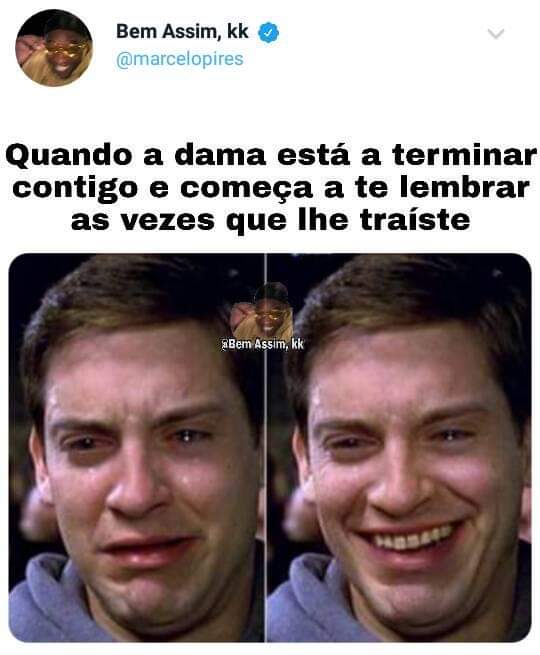 Bem Assim, kk
@marcelopires
Quando a dama está a terminar
contigo e começa a te lembrar
as vezes que lhe traíste
@Bem Assim, kk